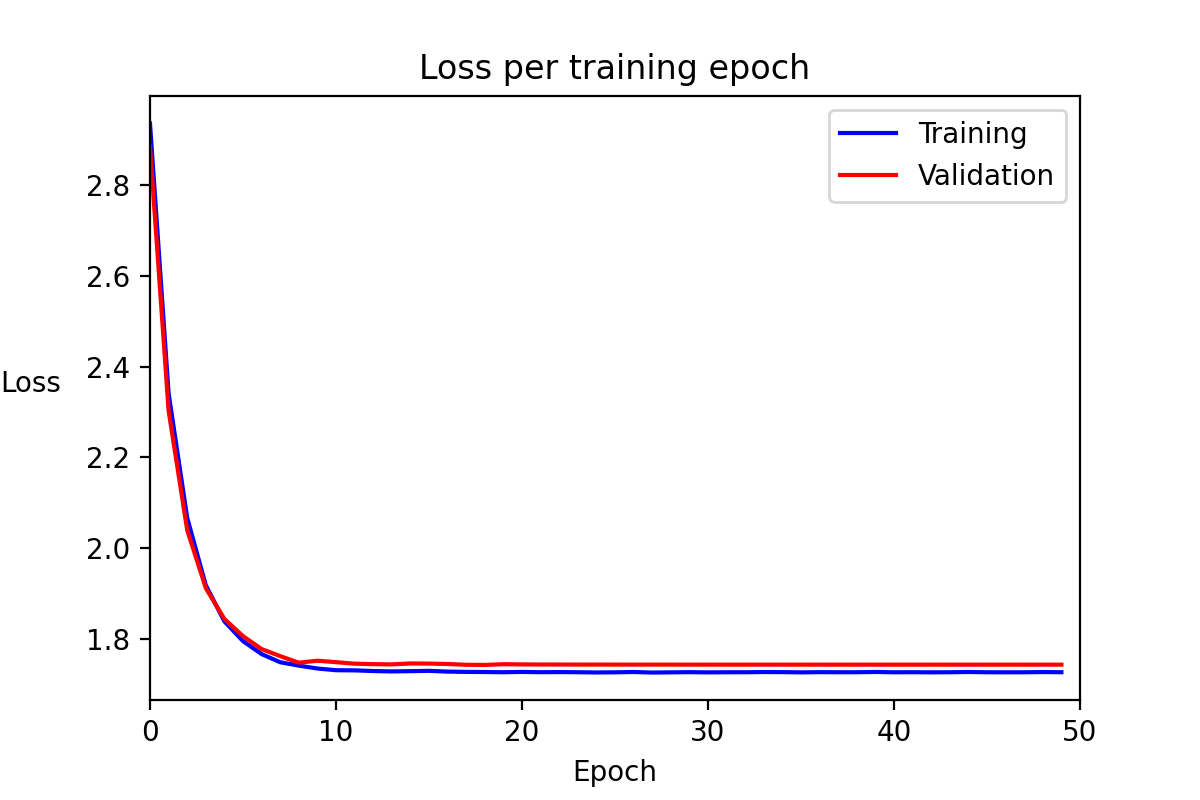 Loss per training epoch
Training
Validation
2.8
2.6
2.4
Loss
2.2
2.0
1.8
0 10 20 30 40 50
Epoch